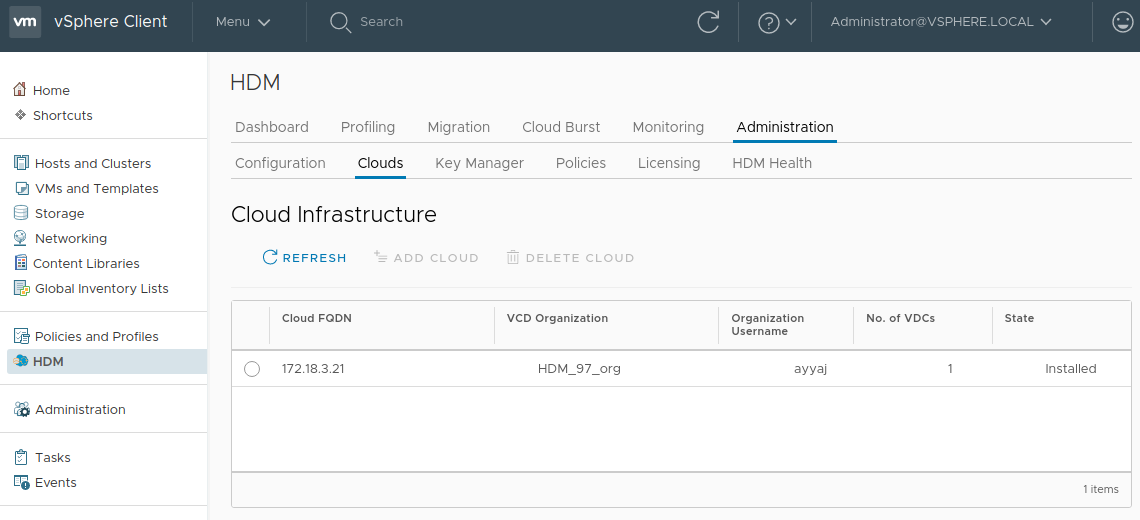 vm vSphere Client Menu Search Administrator@VSPHERE.LOCAL
Home
Shortcuts
Hosts and Clusters
VMs and Templates
Storage
Networking
Content Libraries
Global Inventory Lists
Policies and Profiles
HDM
Administration
Tasks
Events
HDM
Dashboard Profiling Migration Cloud Burst Monitoring Administration
Configuration Clouds Key Manager Policies Licensing HDM Health
Cloud Infrastructure
REFRESH ADD CLOUD DELETE CLOUD
Cloud FQDN VCD Organization Organization Username No. of VDCs State
172.18.3.21 HDM_97_org ayyaj 1 Installed
1 items